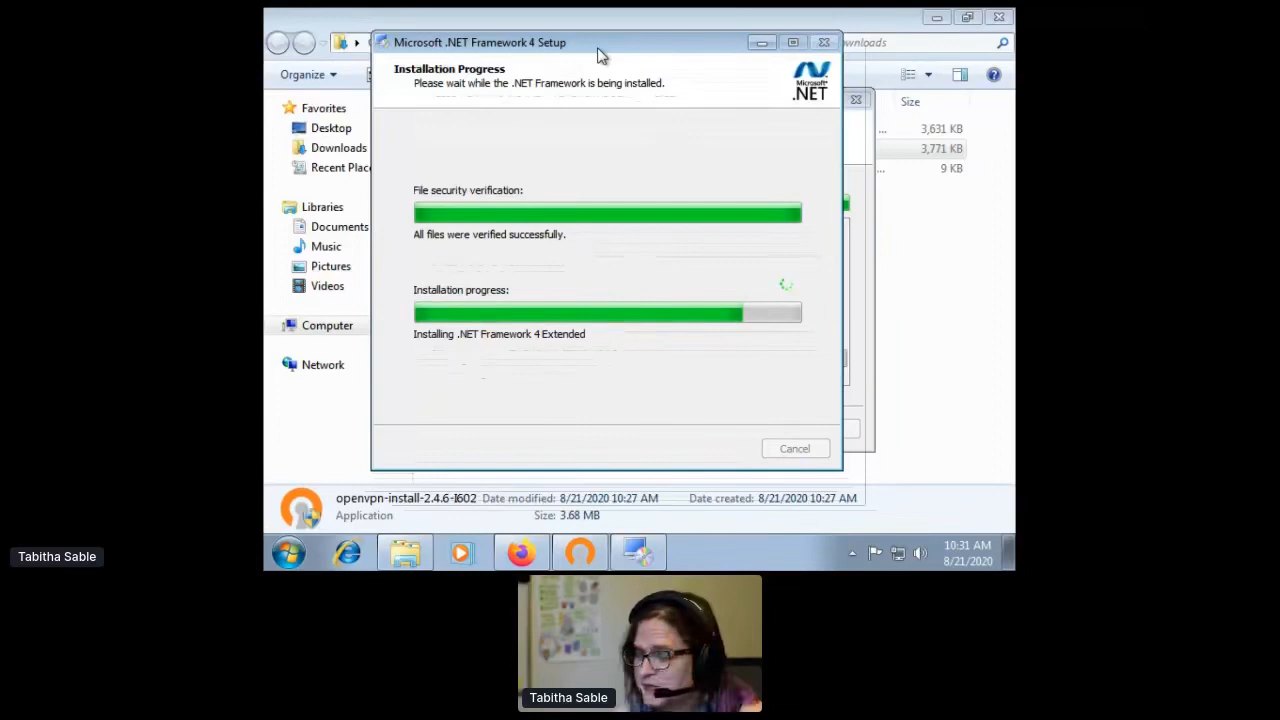 Microsoft .NET Framework 4 Setup
Installation Progress
Please wait while the .NET Framework is being installed.
Microsoft
.NET
File security verification:
All files were verified successfully.
Installation progress:
Installing .NET Framework 4 Extended
Cancel
Organize
Favorites
Desktop
Downloads
Recent
Libraries
Documents
Music
Pictures
Videos
Computer
Network
Size
... 3,631 KB
3,771 KB
... 9 KB
openvpn-install-2.4.6-I602 Date modified: 8/21/2020 10:27 AM Date created: 8/21/2020 10:27 AM
Application Size: 3.68 MB
10:31 AM
8/21/2020
Tabitha Sable
Tabitha Sable